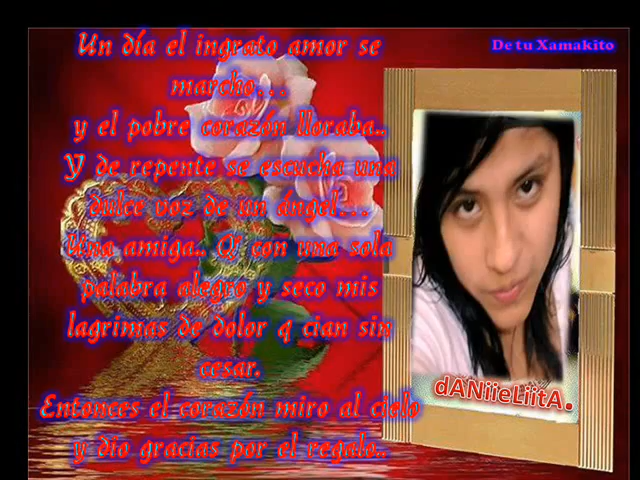 Un día el ingrato amor se
marcho...
y el pobre corazón lloraba..
Y de repente se escucha una
dulce voz de un ángel...
Una amiga.. Q' con una sola
palabra alegro y seco mis
lagrimas de dolor q cian sin
cesar.
Entonces el corazón miro al cielo
y dio gracias por el regalo..
De tu Xamakito
dANiieLiitA.